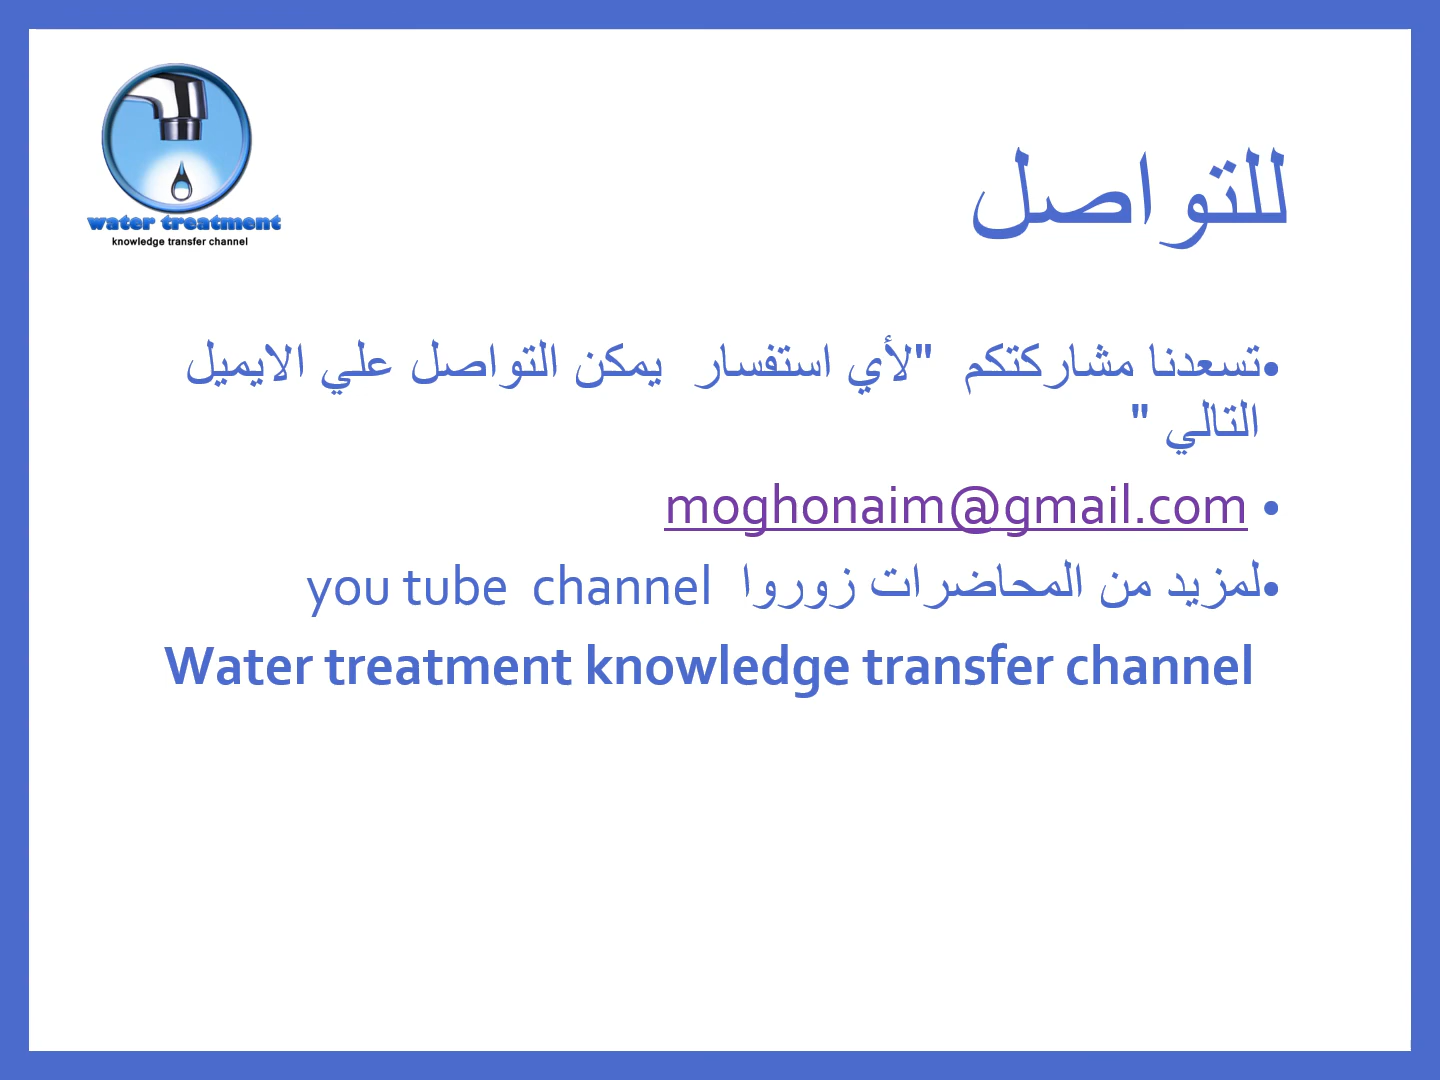 water treatment
knowledge transfer channel
للتواصل
•تسعدنا مشاركتكم "لأي استفسار يمكن التواصل علي الايميل
التالي "
• moghonaim@gmail.com
•لمزيد من المحاضرات زوروا you tube channel
Water treatment knowledge transfer channel